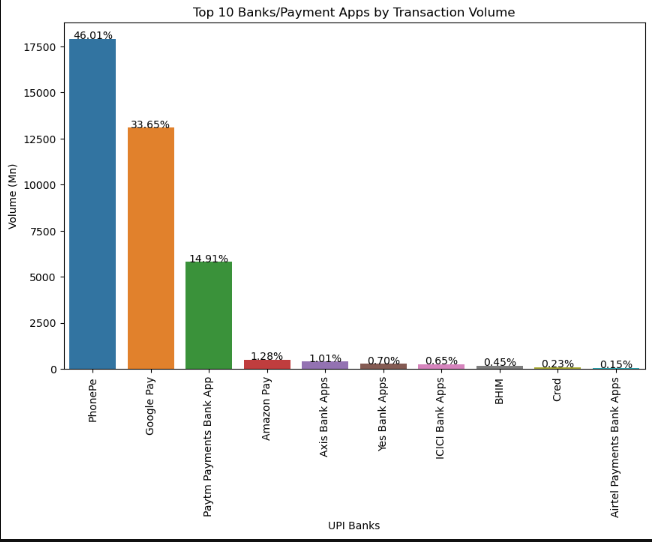 Top 10 Banks/Payment Apps by Transaction Volume
46.01%
33.65%
14.91%
1.28%
1.01%
0.70%
0.65%
0.45%
0.23%
0.15%
17500
15000
12500
10000
7500
5000
2500
0
Volume (Mn)
PhonePe
Google Pay
Paytm Payments Bank App
Amazon Pay
Axis Bank Apps
Yes Bank Apps
ICICI Bank Apps
BHIM
Cred
Airtel Payments Bank Apps
UPI Banks